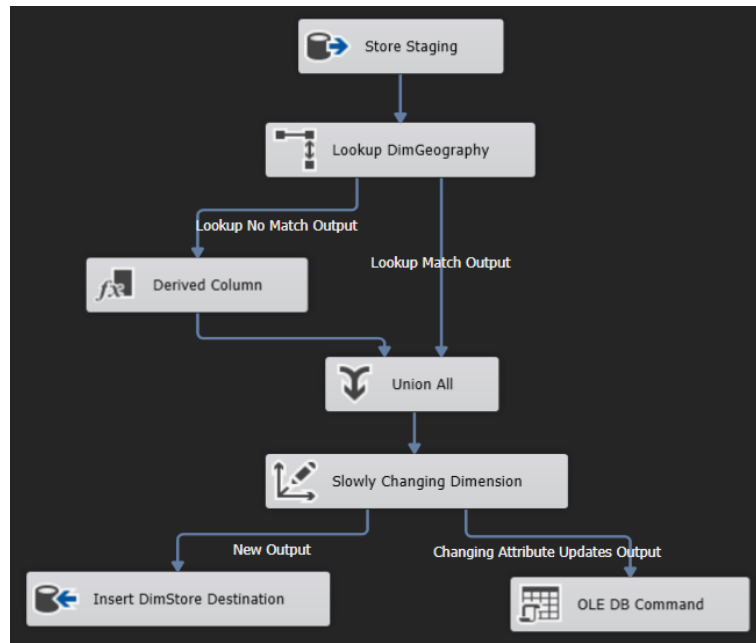 Store Staging
Lookup DimGeography
Lookup No Match Output
Lookup Match Output
Derived Column
Union All
Slowly Changing Dimension
New Output
Changing Attribute Updates Output
Insert DimStore Destination
OLE DB Command